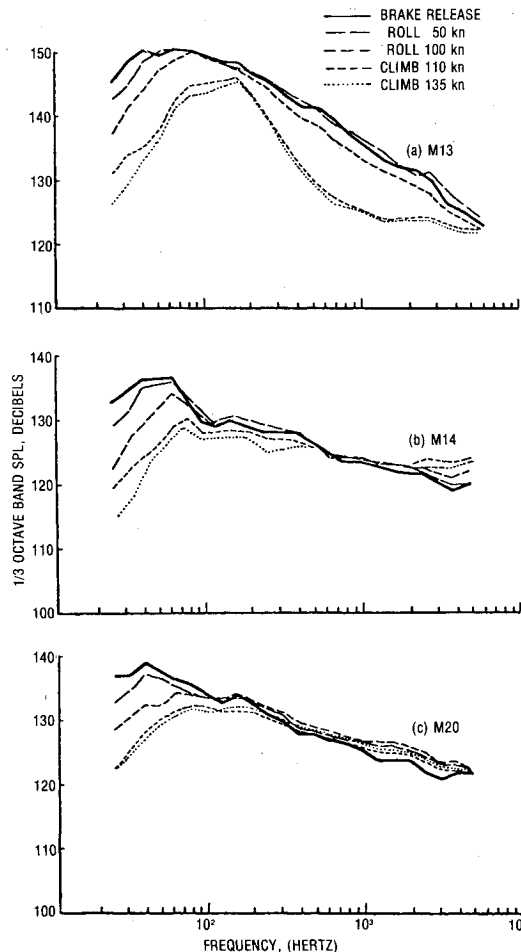 BRAKE RELEASE
ROLL 50 kn
ROLL 100 kn
CLIMB 110 kn
CLIMB 135 kn
150
140
130
120
110
(a) M13
140
130
120
110
100
10² 10³
(b) M14
1/3 OCTAVE BAND SPL, DECIBELS
140
130
120
110
100
(c) M20
10² 10³
FREQUENCY, (HERTZ)